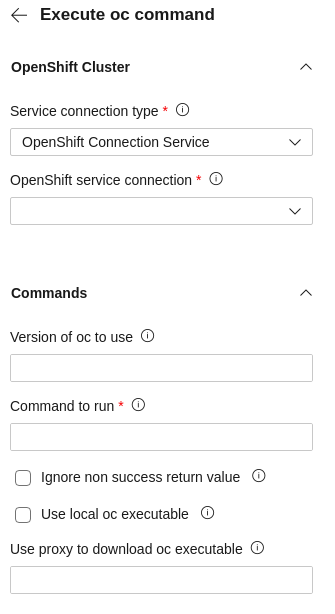 Execute oc command
OpenShift Cluster
Service connection type *
OpenShift Connection Service
OpenShift service connection *
Commands
Version of oc to use
Command to run *
Ignore non success return value
Use local oc executable
Use proxy to download oc executable